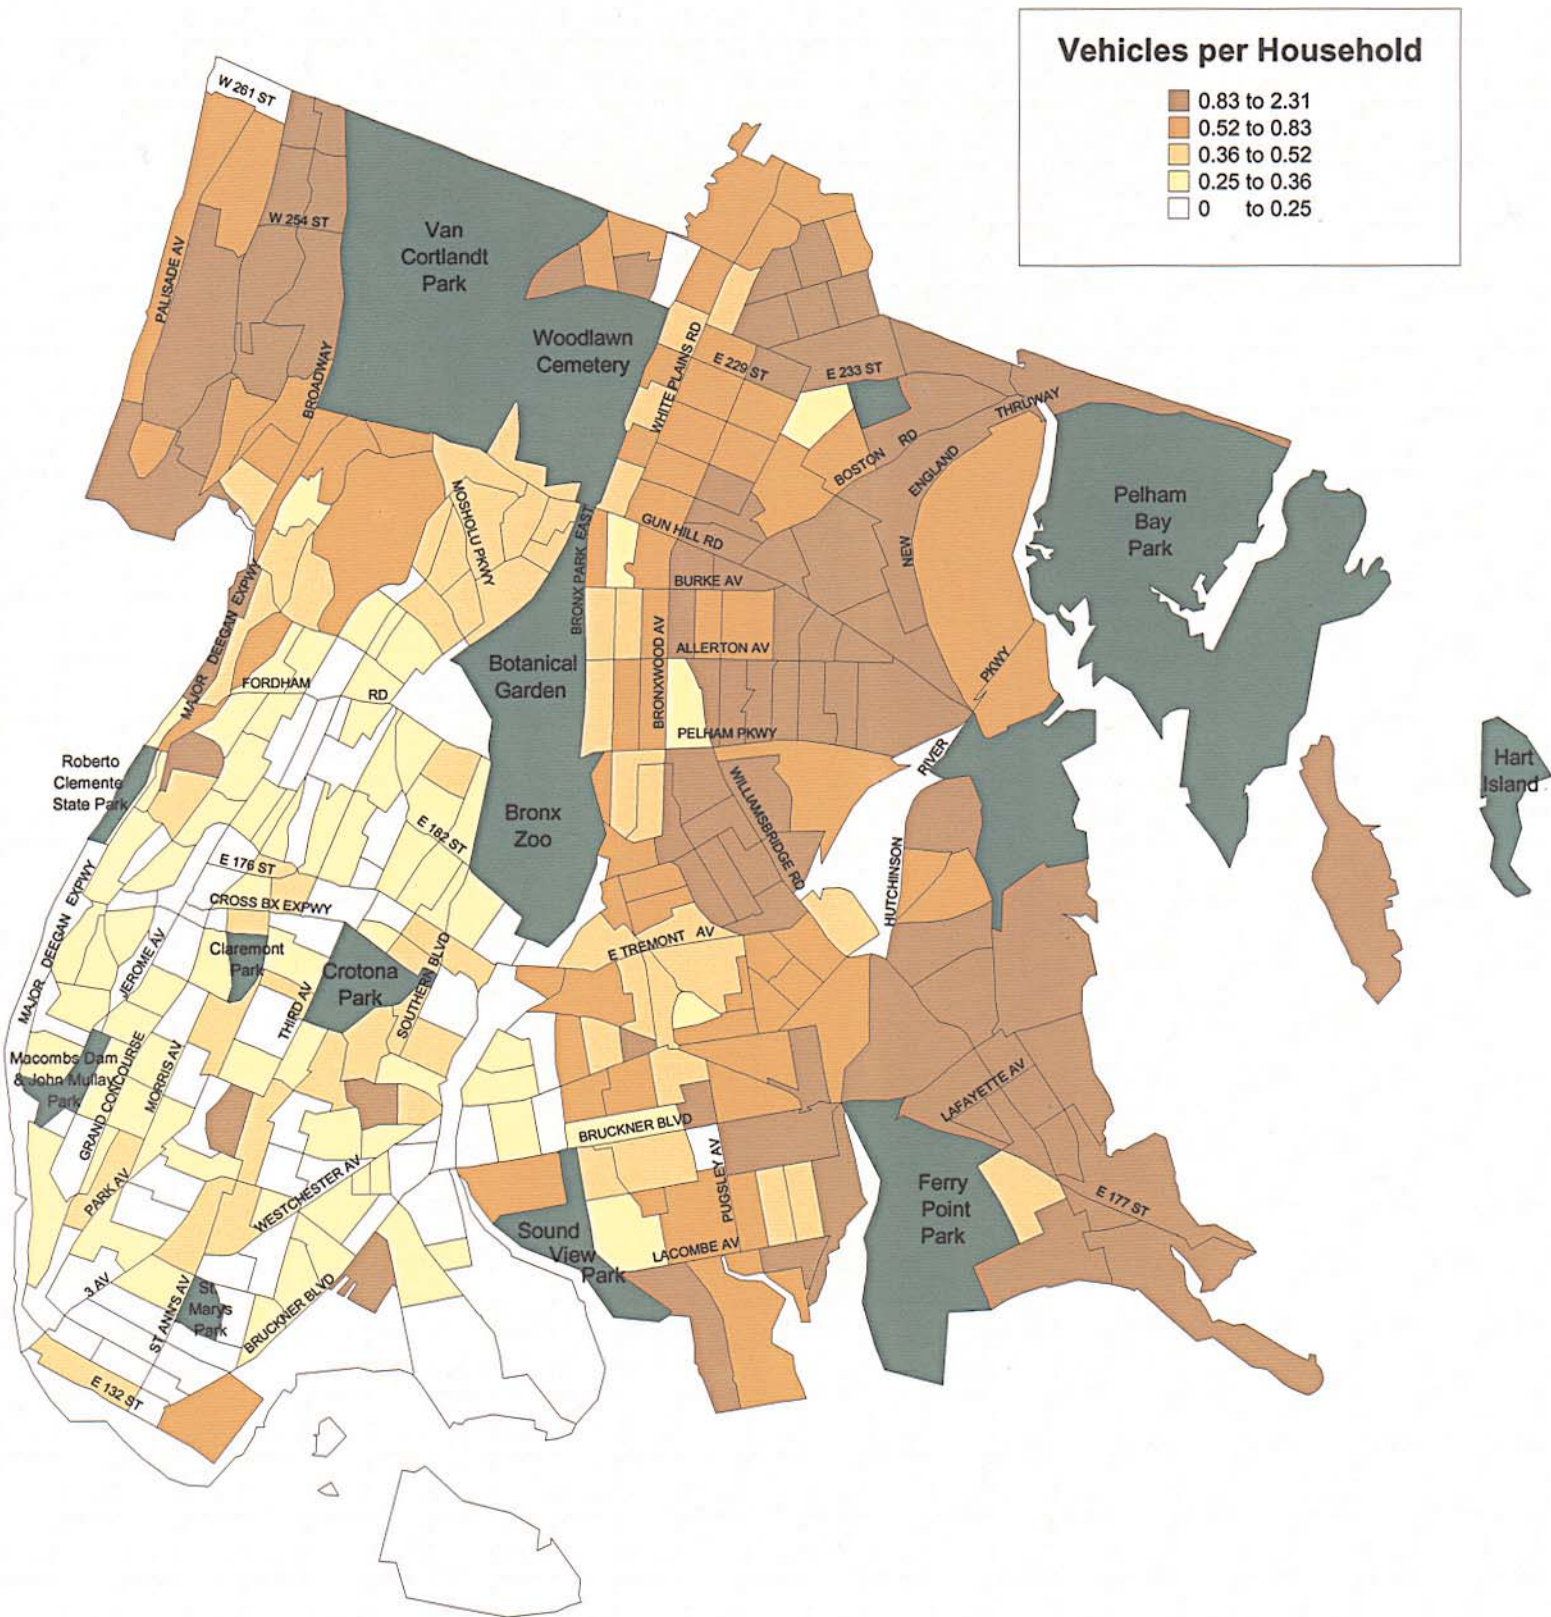 Vehicles per Household
0.83 to 2.31
0.52 to 0.83
0.36 to 0.52
0.25 to 0.36
0 to 0.25
W 261 ST
W 254 ST
PALISADE AV
BROADWAY
Van
Cortlandt
Park
Woodlawn
Cemetery
WHITE PLAINS RD
E 229 ST
E 233 ST
THRUWAY
BOSTON RD
NEW ENGLAND
Pelham
Bay
Park
MOSHOLU PKWY
BRONX PARK EAST
GUN HILL RD
BURKE AV
MAJOR DEEGAN EXPWY
BRONXWOOD AV
ALLERTON AV
Botanical
Garden
PKWY
FORDHAM RD
PELHAM PKWY
RIVER
Roberto
Clemente
State Park
WILLIAMSBRIDGE RD
Hart
Island
Bronx
Zoo
E 182 ST
HUTCHINSON
E 176 ST
CROSS BX EXPWY
MAJOR DEEGAN EXPWY
JEROME AV
Claremont
Park
Crotona
Park
SOUTHERN BLVD
E TREMONT AV
THIRD AV
Macombs Dam
& John Mullay
Park
GRAND CONCOURSE
MORRIS AV
LAFAYETTE AV
BRUCKNER BLVD
PUGSLEY AV
PARK AV
WESTCHESTER AV
Ferry
Point
Park
E 177 ST
Sound
View
Park
LACOMBE AV
3 AV
ST ANN'S AV
St.
Marys
Park
BRUCKNER BLVD
E 132 ST